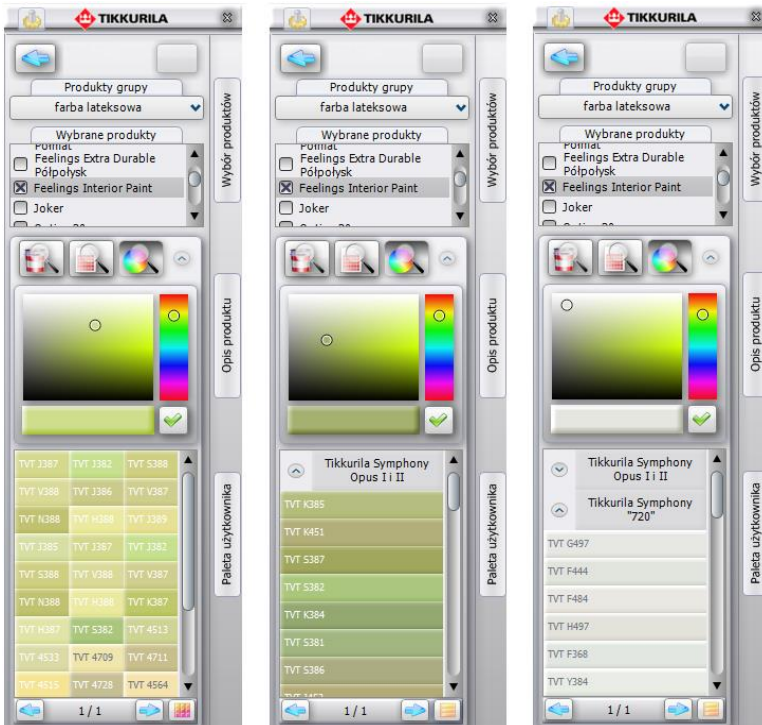 TIKKURILA
Produkty grupy
farba lateksowa
Wybrane produkty
Półmat
Feelings Extra Durable
Półpołysk
Feelings Interior Paint
Joker
Wybór produktów
Opis produktu
Paleta użytkownika
TVT J387 TVT J382 TVT S388
TVT V388 TVT J386 TVT V387
TVT N388 TVT H388 TVT J389
TVT J385 TVT J387 TVT J382
TVT S388 TVT V388 TVT V387
TVT N388 TVT H388 TVT K387
TVT H387 TVT S382 TVT 4513
TVT 4533 TVT 4709 TVT 4711
TVT 4515 TVT 4728 TVT 4564
1/1
TIKKURILA
Produkty grupy
farba lateksowa
Wybrane produkty
Półmat
Feelings Extra Durable
Półpołysk
Feelings Interior Paint
Joker
Wybór produktów
Opis produktu
Paleta użytkownika
Tikkurila Symphony
Opus I i II
TVT K385
TVT K451
TVT S387
TVT S382
TVT K384
TVT S381
TVT S386
1/1
TIKKURILA
Produkty grupy
farba lateksowa
Wybrane produkty
Półmat
Feelings Extra Durable
Półpołysk
Feelings Interior Paint
Joker
Wybór produktów
Opis produktu
Paleta użytkownika
Tikkurila Symphony
Opus I i II
Tikkurila Symphony
"720"
TVT G497
TVT F444
TVT F484
TVT H497
TVT F368
TVT Y384
1/1